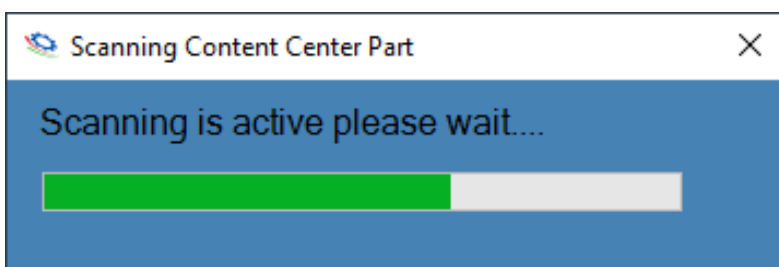 Scanning Content Center Part
Scanning is active please wait....